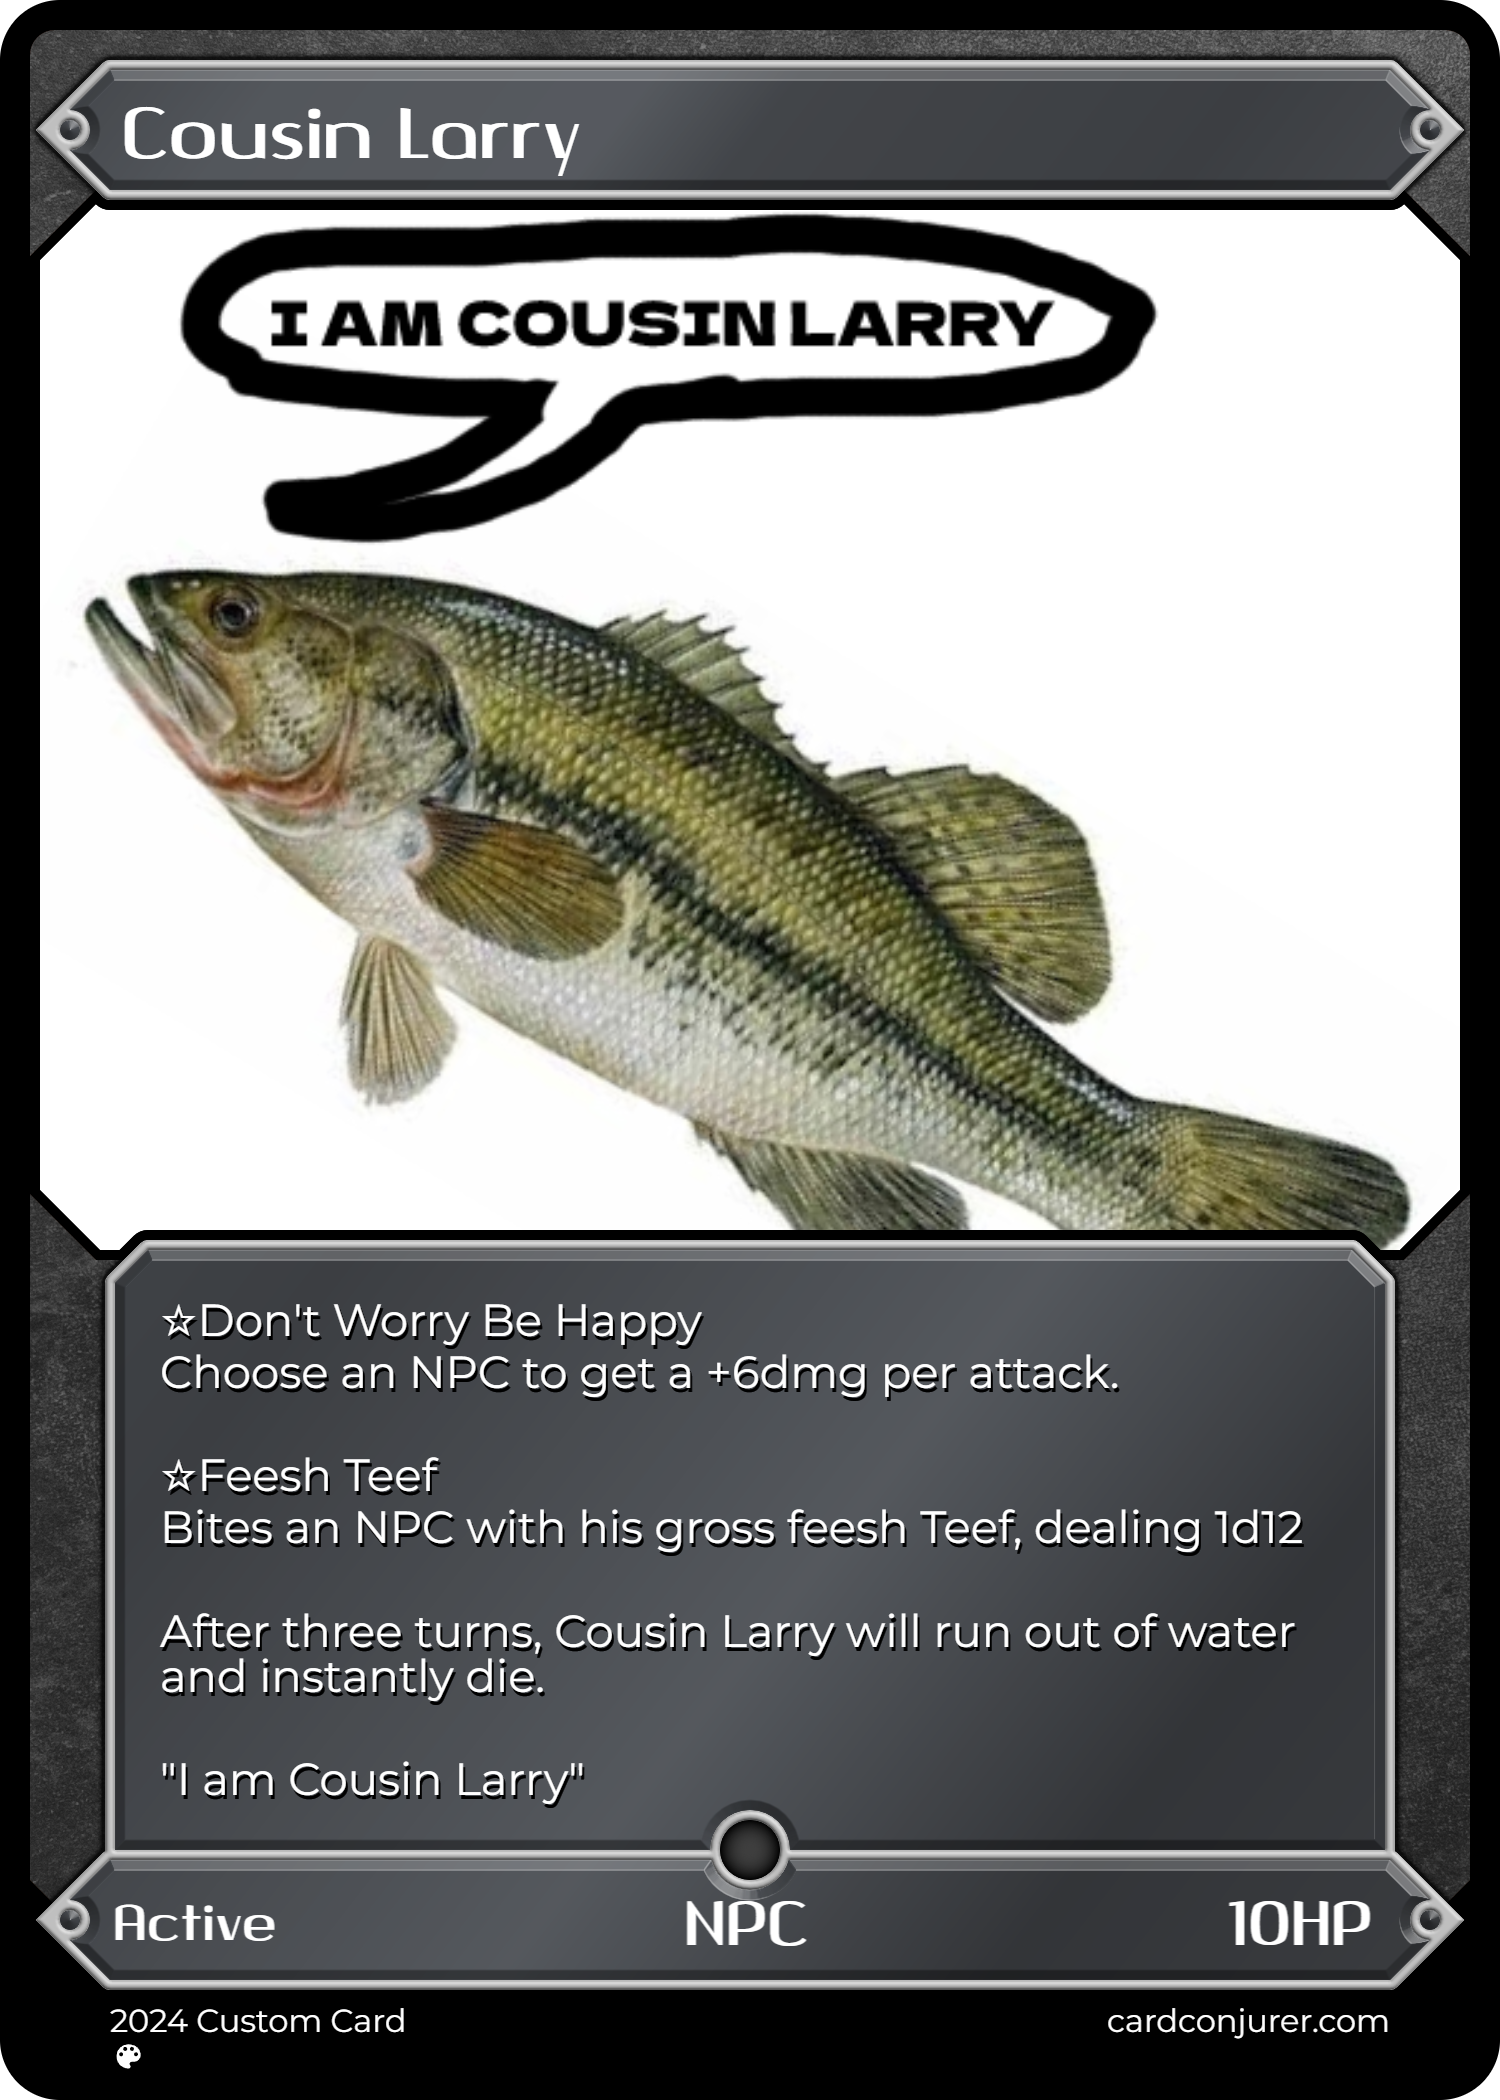 Cousin Larry
I AM COUSIN LARRY
☆Don't Worry Be Happy
Choose an NPC to get a +6dmg per attack.
☆Feesh Teef
Bites an NPC with his gross feesh Teef, dealing 1d12
After three turns, Cousin Larry will run out of water
and instantly die.
"I am Cousin Larry"
Active NPC 10HP
2024 Custom Card cardconjurer.com